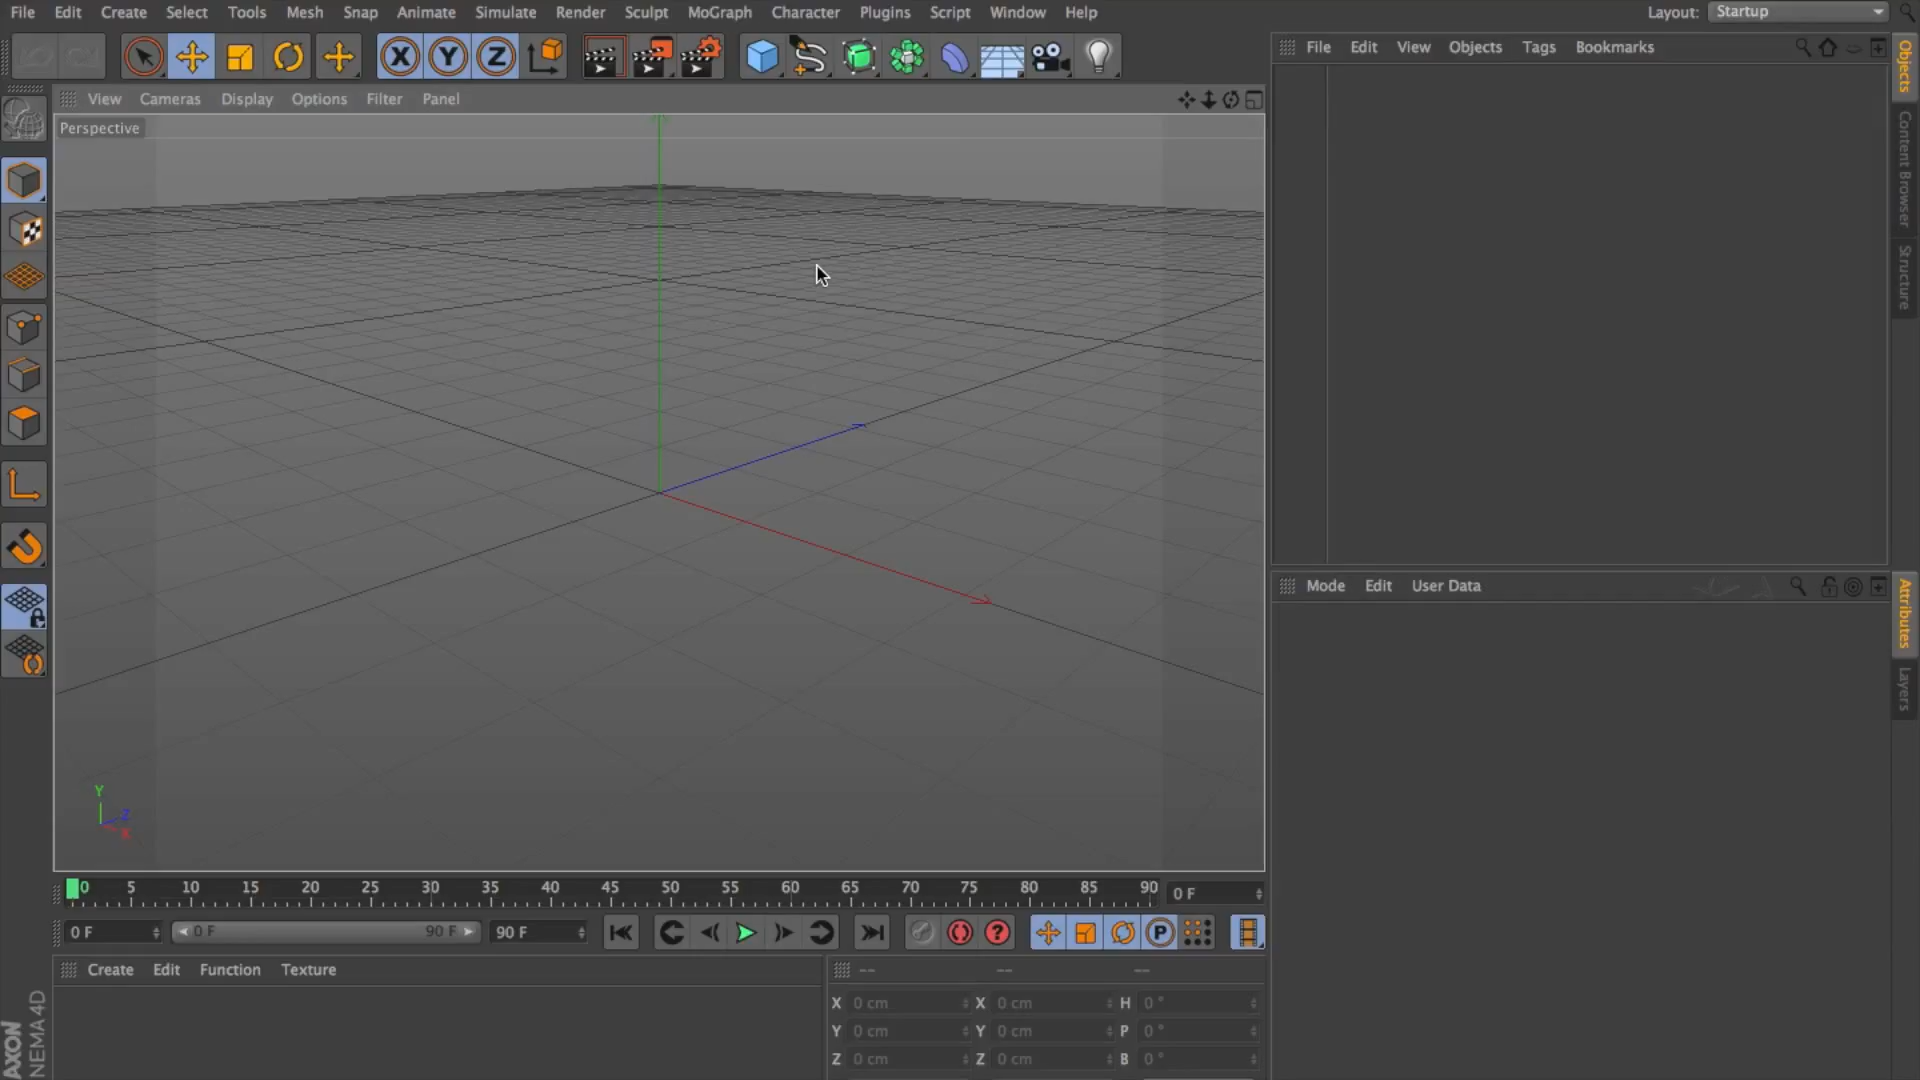 File Edit Create Select Tools Mesh Snap Animate Simulate Render Sculpt MoGraph Character Plugins Script Window Help Layout: Startup
File Edit View Objects Tags Bookmarks
Objects
Content Browser
Structure
X Y Z
View Cameras Display Options Filter Panel
Perspective
Mode Edit User Data
Attributes
Layers
Y
Z
X
0 5 10 15 20 25 30 35 40 45 50 55 60 65 70 75 80 85 90 0 F
0 F 0 F 90 F 90 F ? P
Create Edit Function Texture -- -- --
X 0 cm X 0 cm H 0 °
Y 0 cm Y 0 cm P 0 °
Z 0 cm Z 0 cm B 0 °
AXON
NEMA 4D